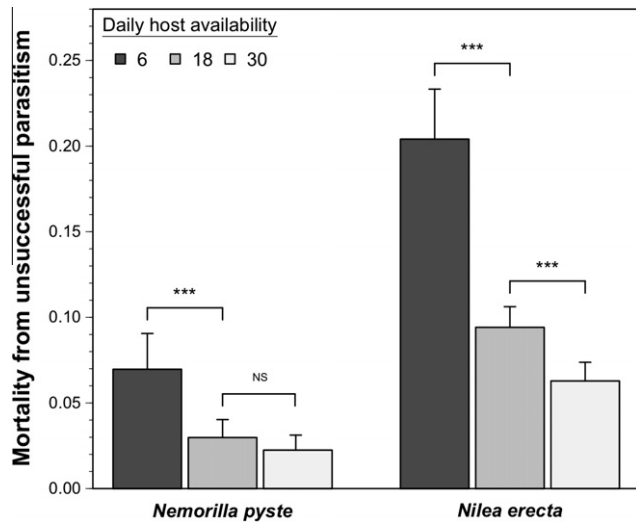 Daily host availability
6 18 30
Mortality from unsuccessful parasitism
0.25
0.20
0.15
0.10
0.05
0.00
***
***
***
NS
Nemorilla pyste
Nilea erecta